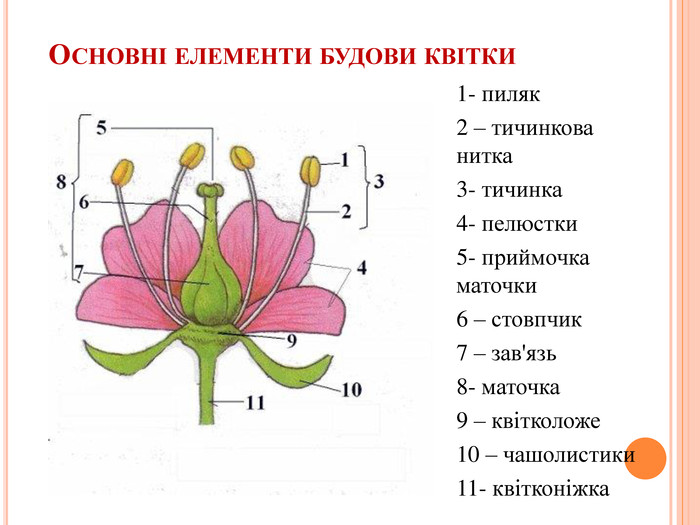 ОСНОВНІ ЕЛЕМЕНТИ БУДОВИ КВІТКИ
1- пиляк
2 – тичинкова
нитка
3- тичинка
4- пелюстки
5- приймочка
маточки
6 – стовпчик
7 – зав'язь
8- маточка
9 – квітколоже
10 – чашолистики
11- квітконіжка
5
1
8
3
6
2
7
4
9
10
11